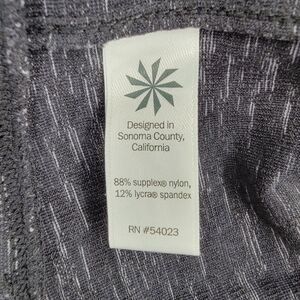 Designed in
Sonoma County,
California
88% supplex® nylon,
12% lycra® spandex
RN #54023